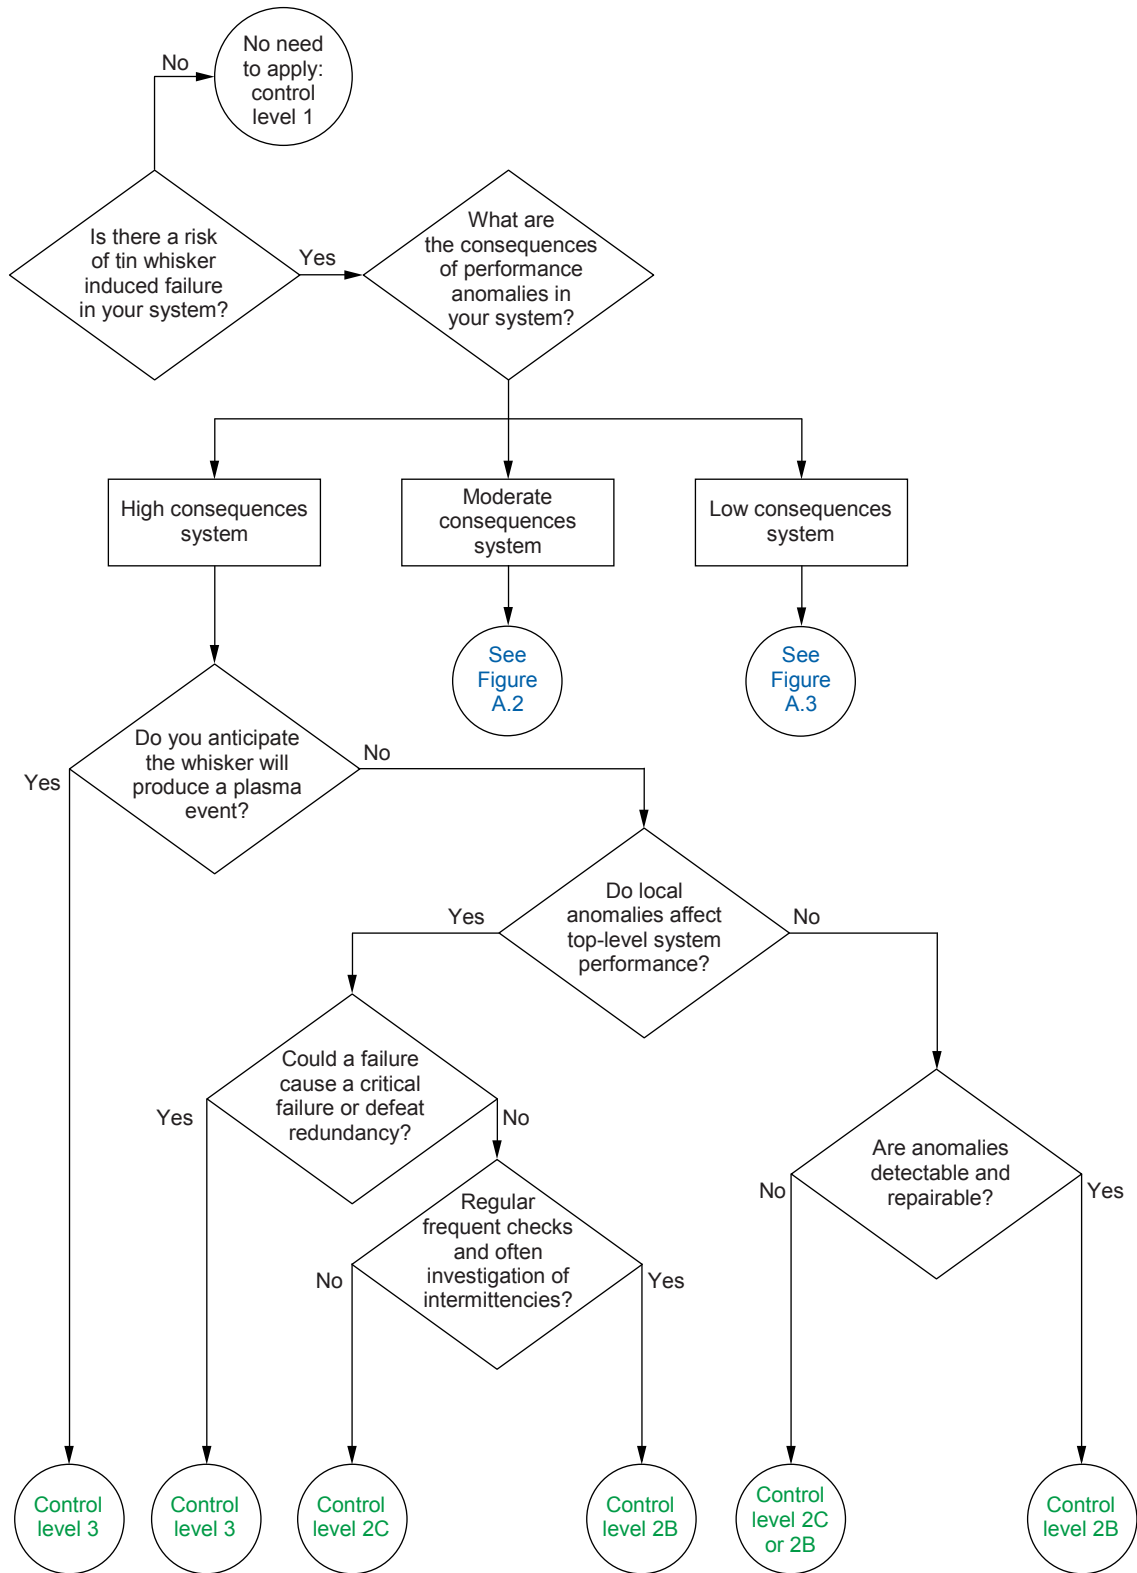 No need
to apply:
control
level 1
No
Is there a risk
of tin whisker
induced failure
in your system?
Yes
What are
the consequences
of performance
anomalies in
your system?
High consequences
system
Moderate
consequences
system
Low consequences
system
See
Figure
A.2
See
Figure
A.3
Do you anticipate
the whisker will
produce a plasma
event?
Yes
No
Do local
anomalies affect
top-level system
performance?
Yes
No
Could a failure
cause a critical
failure or defeat
redundancy?
Yes
No
Are anomalies
detectable and
repairable?
No
Yes
Regular
frequent checks
and often
investigation of
intermittencies?
No
Yes
Control
level 3
Control
level 3
Control
level 2C
Control
level 2B
Control
level 2C
or 2B
Control
level 2B